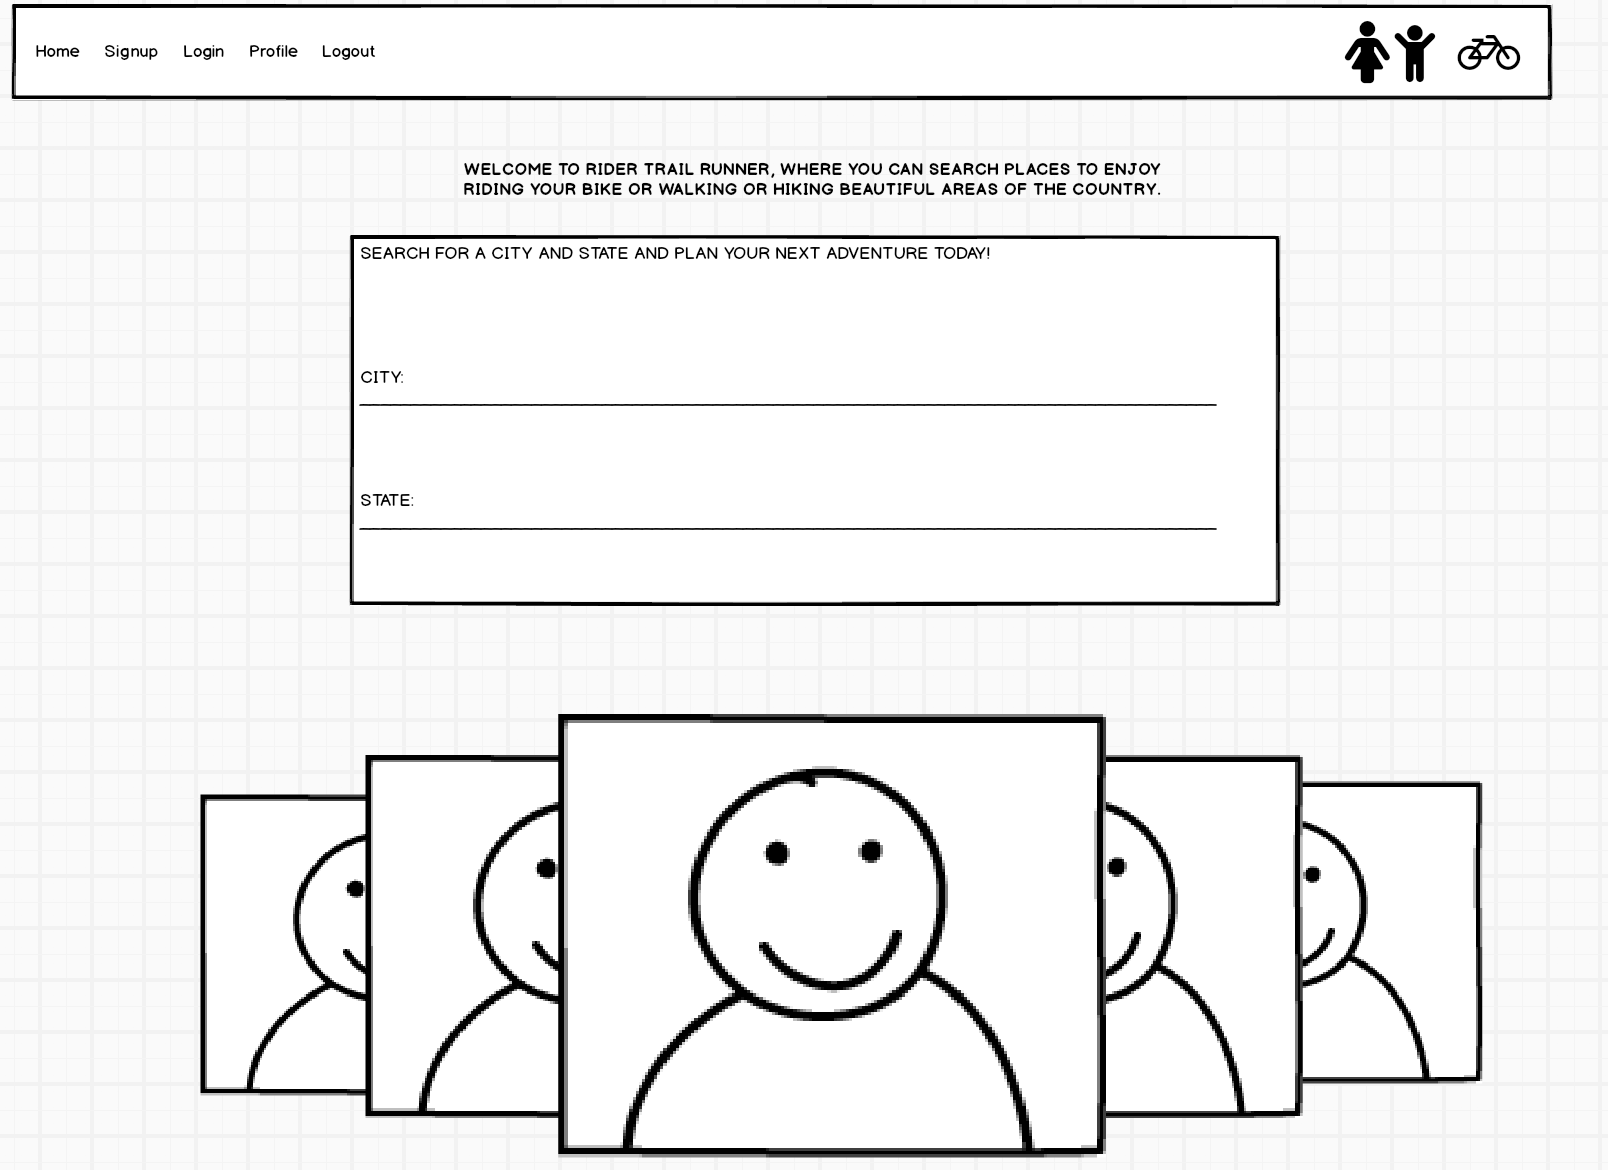 Home Signup Login Profile Logout
WELCOME TO RIDER TRAIL RUNNER, WHERE YOU CAN SEARCH PLACES TO ENJOY
RIDING YOUR BIKE OR WALKING OR HIKING BEAUTIFUL AREAS OF THE COUNTRY.
SEARCH FOR A CITY AND STATE AND PLAN YOUR NEXT ADVENTURE TODAY!
CITY:
STATE: